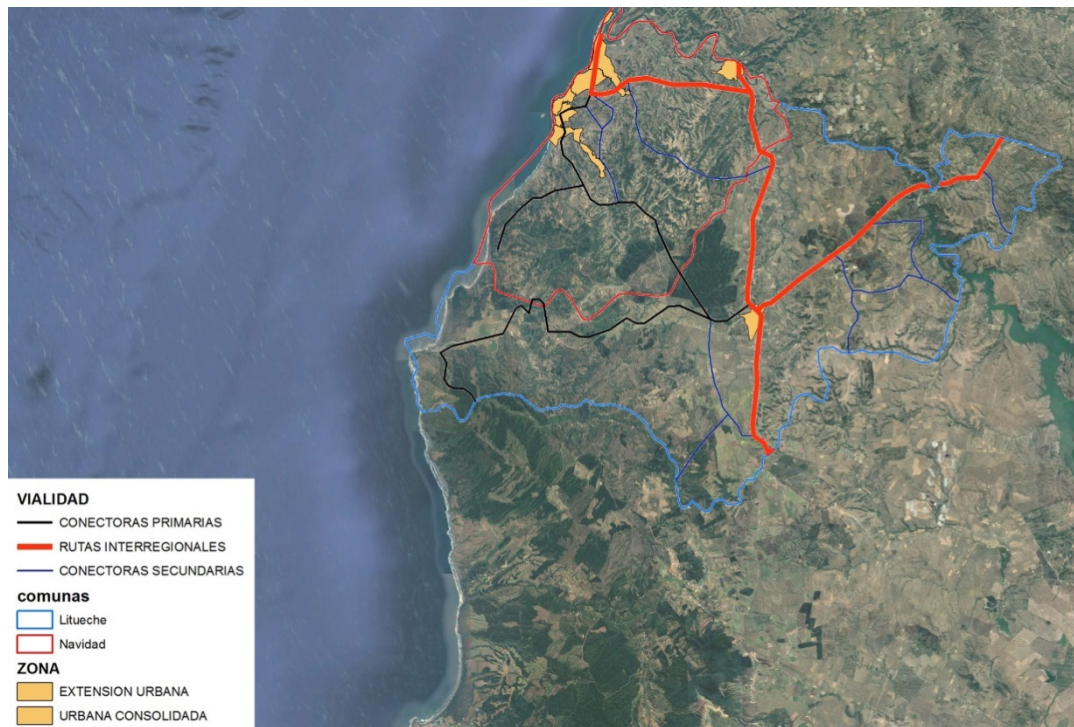 VIALIDAD
CONECTORAS PRIMARIAS
RUTAS INTERREGIONALES
CONECTORAS SECUNDARIAS
comunas
Litueche
Navidad
ZONA
EXTENSION URBANA
URBANA CONSOLIDADA